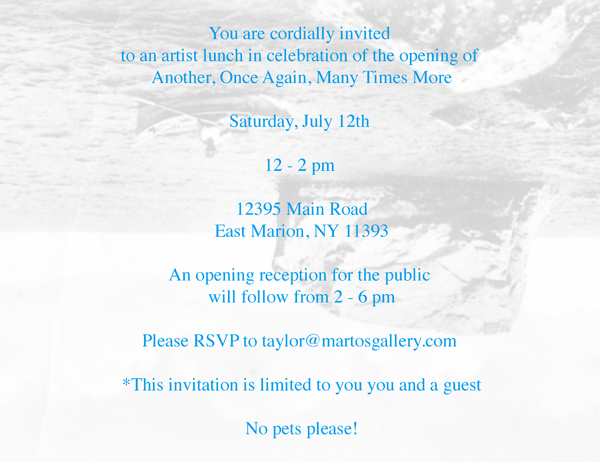 You are cordially invited
to an artist lunch in celebration of the opening of
Another, Once Again, Many Times More
Saturday, July 12th
12 - 2 pm
12395 Main Road
East Marion, NY 11393
An opening reception for the public
will follow from 2 - 6 pm
Please RSVP to taylor@martosgallery.com
*This invitation is limited to you you and a guest
No pets please!